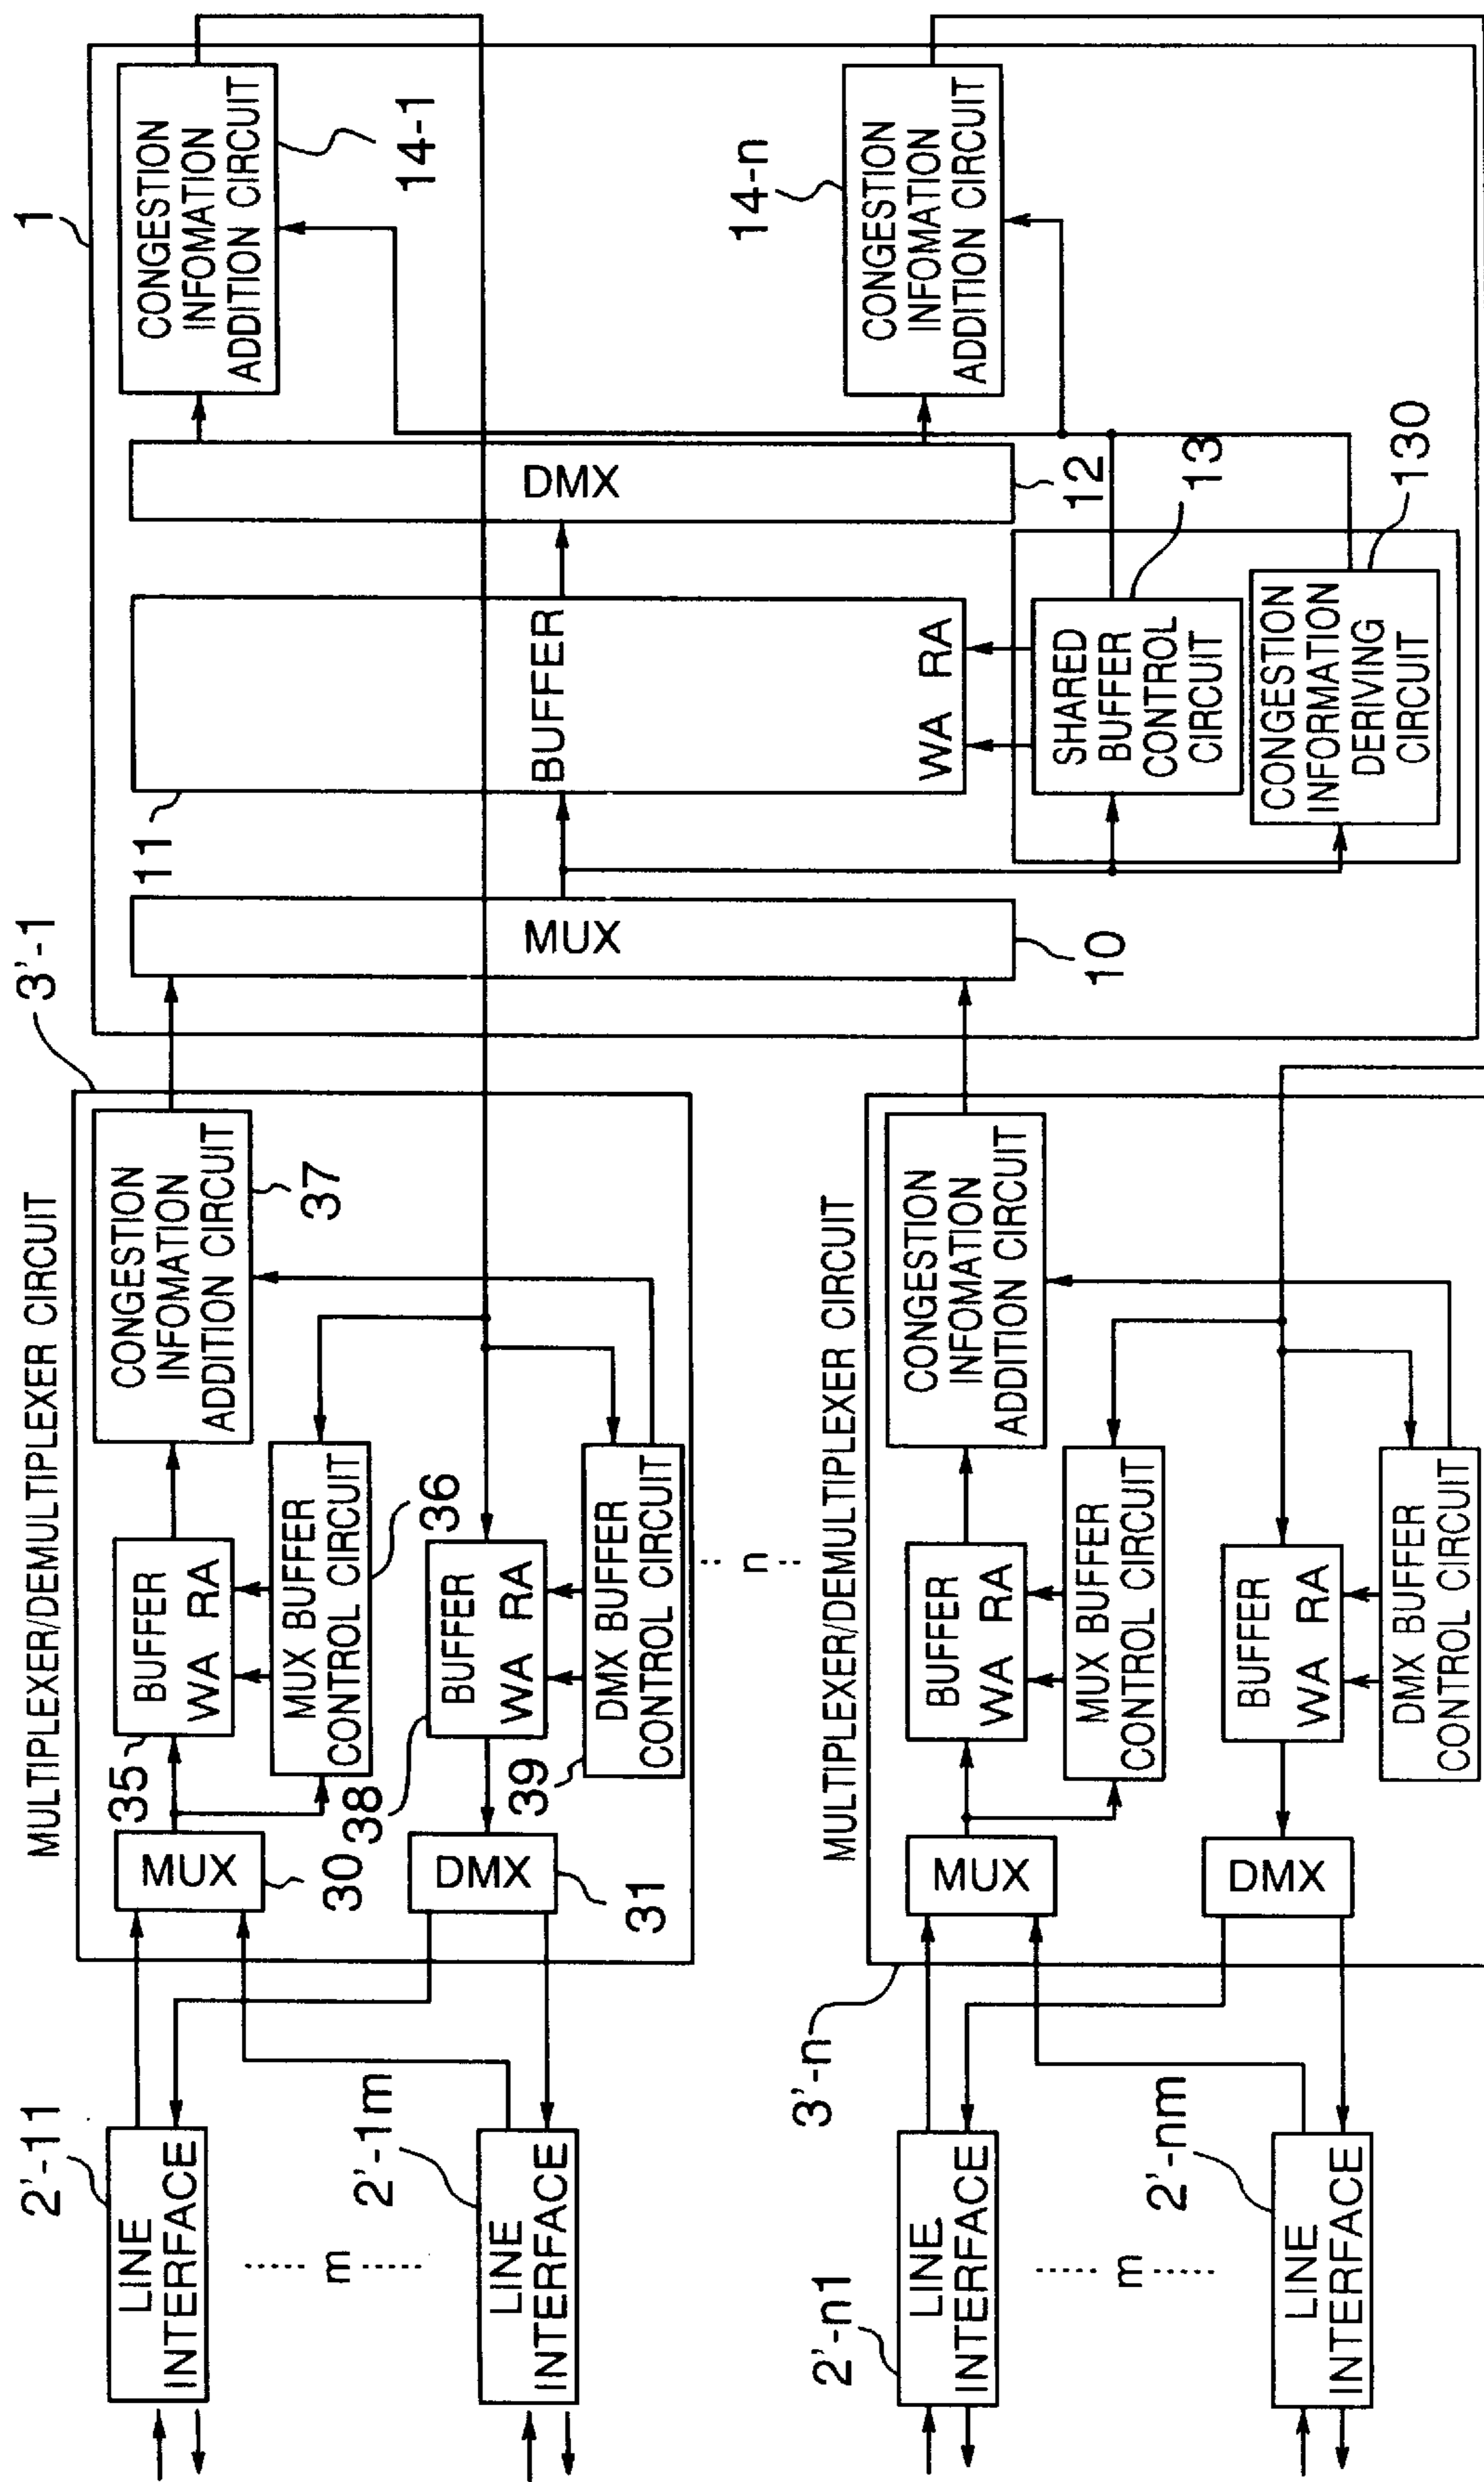 2'-11
LINE
INTERFACE
m
2'-1m
LINE
INTERFACE
2'-n1
LINE
INTERFACE
m
2'-nm
LINE
INTERFACE
MULTIPLEXER/DEMULTIPLEXER CIRCUIT
3'-1
MUX
30
35
BUFFER
WA RA
MUX BUFFER
CONTROL CIRCUIT
36
CONGESTION
INFOMATION
ADDITION CIRCUIT
37
38
BUFFER
WA RA
DMX
31
39
DMX BUFFER
CONTROL CIRCUIT
n
MULTIPLEXER/DEMULTIPLEXER CIRCUIT
3'-n
MUX
BUFFER
WA RA
MUX BUFFER
CONTROL CIRCUIT
CONGESTION
INFOMATION
ADDITION CIRCUIT
DMX
BUFFER
WA RA
DMX BUFFER
CONTROL CIRCUIT
1
MUX
10
11
BUFFER
WA RA
DMX
12
SHARED
BUFFER
CONTROL
CIRCUIT
13
CONGESTION
INFORMATION
DERIVING
CIRCUIT
130
CONGESTION
INFOMATION
ADDITION CIRCUIT
14-1
CONGESTION
INFOMATION
ADDITION CIRCUIT
14-n